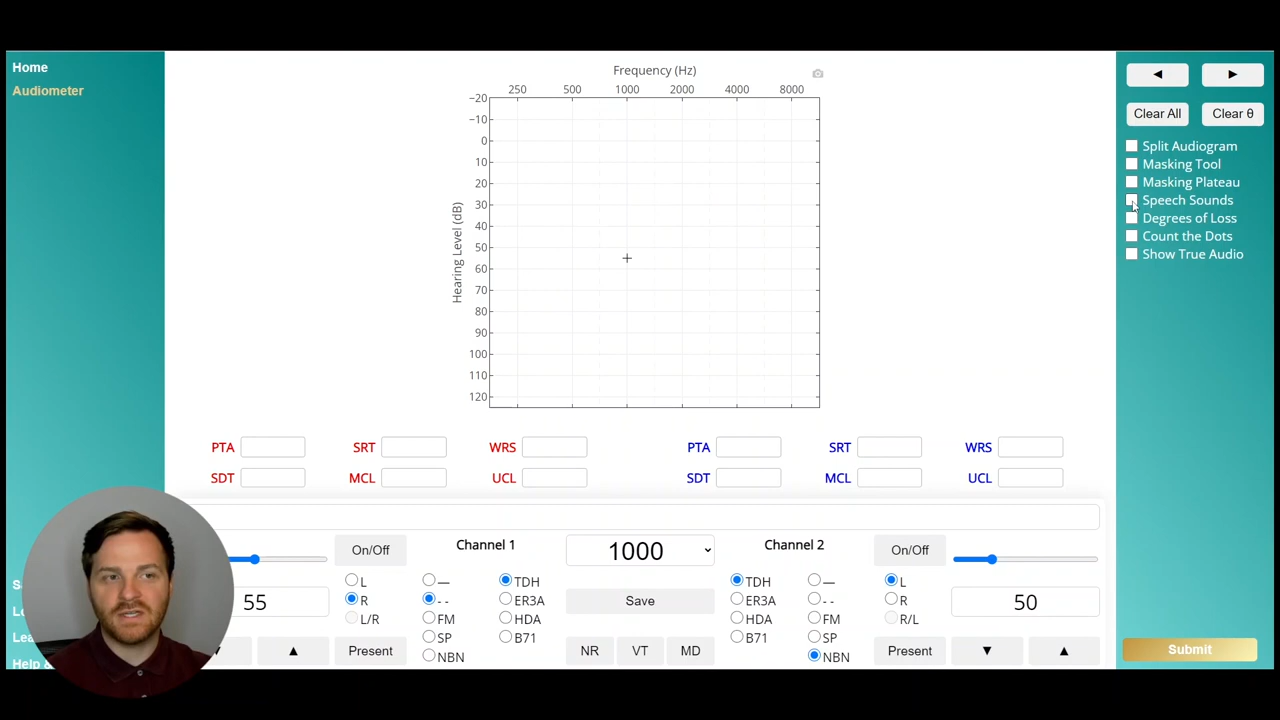 Home
Audiometer
Frequency (Hz)
250 500 1000 2000 4000 8000
−20
−10
0
10
20
30
40
50
60
70
80
90
100
110
120
Hearing Level (dB)
◄ ►
Clear All Clear θ
Split Audiogram
Masking Tool
Masking Plateau
Speech Sounds
Degrees of Loss
Count the Dots
Show True Audio
PTA SRT WRS PTA SRT WRS
SDT MCL UCL SDT MCL UCL
On/Off Channel 1 1000 Channel 2 On/Off
L — TDH TDH — L
R - - ER3A Save ER3A - - R
L/R FM HDA HDA FM R/L
SP B71 B71 SP
NBN NBN
55 50
▲ Present NR VT MD Present ▼ ▲
Help &
Submit